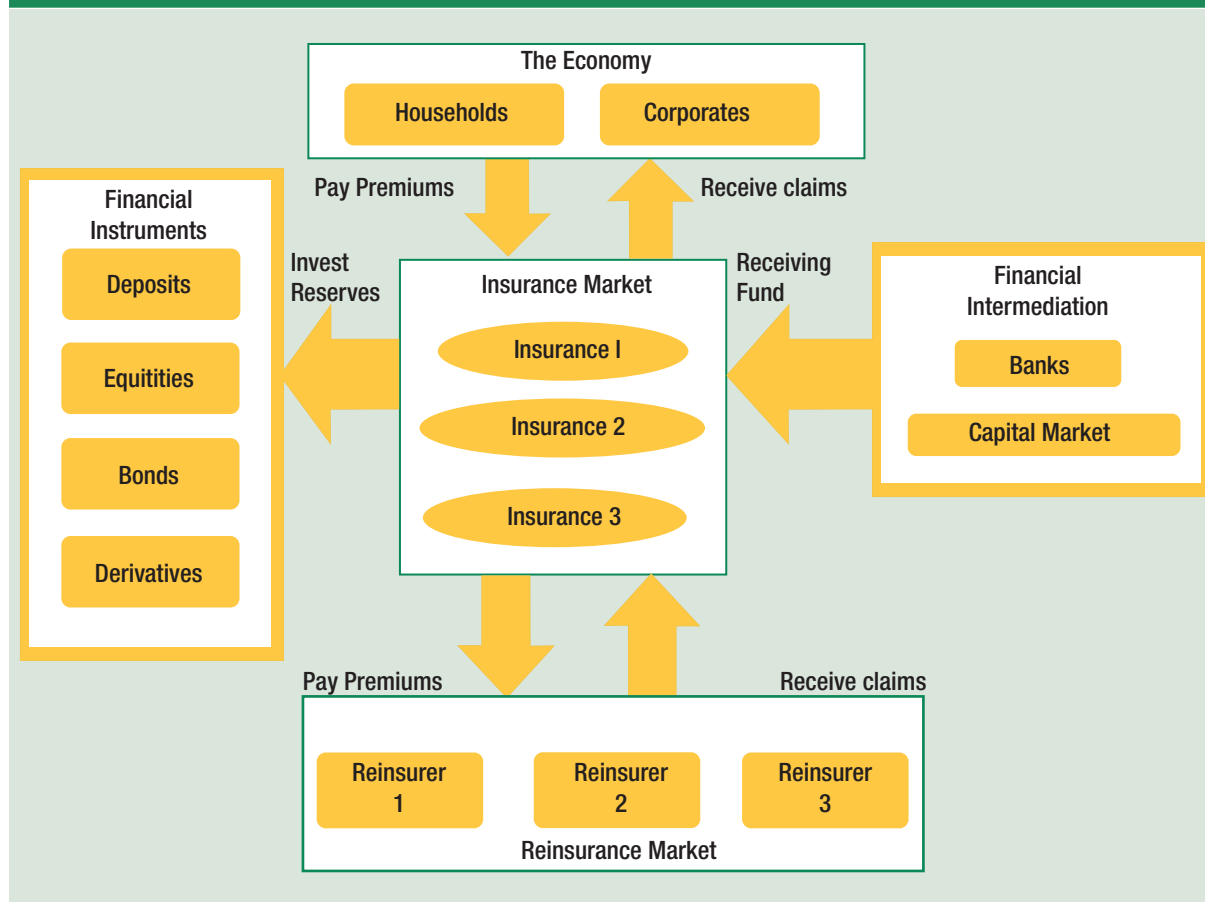 The Economy
Households
Corporates
Pay Premiums
Receive claims
Financial
Instruments
Deposits
Equitities
Bonds
Derivatives
Invest
Reserves
Insurance Market
Insurance I
Insurance 2
Insurance 3
Receiving
Fund
Financial
Intermediation
Banks
Capital Market
Pay Premiums
Receive claims
Reinsurer
1
Reinsurer
2
Reinsurer
3
Reinsurance Market